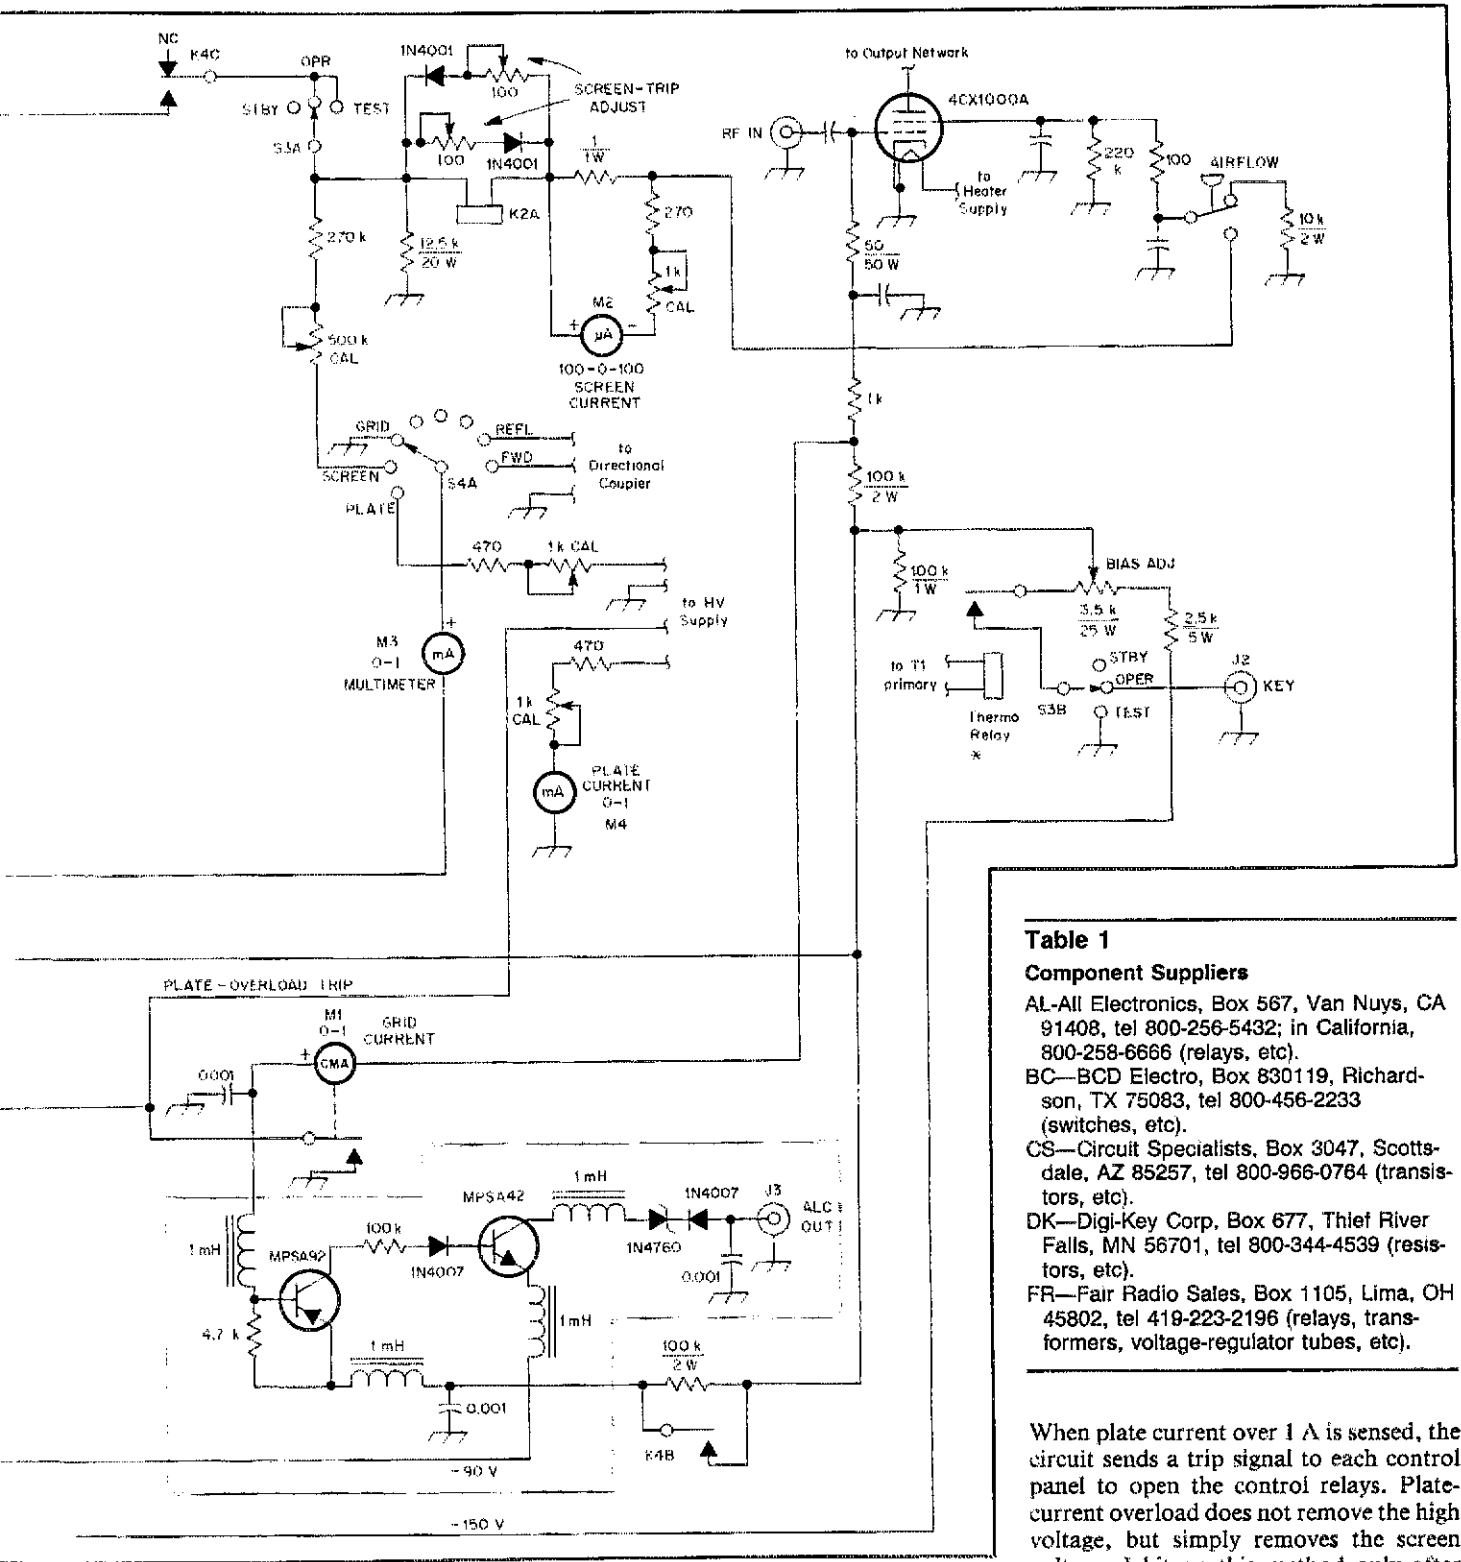 NC
K4C
OPR
STBY
TEST
S3A
1N4001
100
SCREEN-TRIP
ADJUST
100
1N4001
1
1W
K2A
270 k
12.5 k
20 W
270
1 k
CAL
M2
+
-
µA
100-0-100
SCREEN
CURRENT
500 k
CAL
to Output Network
4CX1000A
RF IN
to
Heater
Supply
220
k
100
AIRFLOW
10 k
2 W
50
50 W
1 k
100 k
2 W
GRID
REFL
FWD
to
Directional
Coupler
SCREEN
S4A
PLATE
470
1 k CAL
to HV
Supply
470
1 k
CAL
M3
0-1
MULTIMETER
+
mA
mA
PLATE
CURRENT
0-1
M4
100 k
1 W
BIAS ADJ
3.5 k
25 W
2.5 k
5 W
to T1
primary
Thermo
Relay
*
STBY
OPER
TEST
S3B
J2
KEY
PLATE-OVERLOAD TRIP
M1
0-1
GRID
CURRENT
+
CMA
0.001
1 mH
MPSA92
100 k
1N4007
MPSA42
1 mH
1N4760
1N4007
J3
ALC
OUT
0.001
4.7 k
1 mH
0.001
1 mH
100 k
2 W
K4B
-90 V
-150 V
Table 1
Component Suppliers
AL-All Electronics, Box 567, Van Nuys, CA
91408, tel 800-256-5432; in California,
800-258-6666 (relays, etc).
BC—BCD Electro, Box 830119, Richard-
son, TX 75083, tel 800-456-2233
(switches, etc).
CS—Circuit Specialists, Box 3047, Scotts-
dale, AZ 85257, tel 800-966-0764 (transis-
tors, etc).
DK—Digi-Key Corp, Box 677, Thief River
Falls, MN 56701, tel 800-344-4539 (resis-
tors, etc).
FR—Fair Radio Sales, Box 1105, Lima, OH
45802, tel 419-223-2196 (relays, trans-
formers, voltage-regulator tubes, etc).
When plate current over 1 A is sensed, the
circuit sends a trip signal to each control
panel to open the control relays. Plate-
current overload does not remove the high
voltage, but simply removes the screen